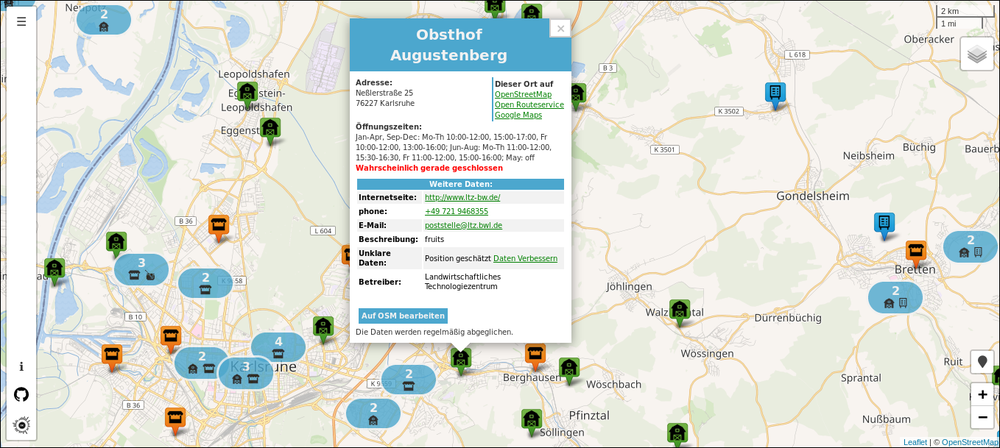 Obsthof
Augustenberg
×
Adresse:
Neßlerstraße 25
76227 Karlsruhe
Dieser Ort auf
OpenStreetMap
Open Routeservice
Google Maps
Öffnungszeiten:
Jan-Apr, Sep-Dec: Mo-Th 10:00-12:00, 15:00-17:00, Fr
10:00-12:00, 13:00-16:00; Jun-Aug: Mo-Th 11:00-12:00,
15:30-16:30, Fr 11:00-12:00, 15:00-16:00; May: off
Wahrscheinlich gerade geschlossen
Weitere Daten:
Internetseite: http://www.ltz-bw.de/
phone: +49 721 9468355
E-Mail: poststelle@ltz.bwl.de
Beschreibung: fruits
Unklare
Daten: Position geschätzt Daten Verbessern
Betreiber: Landwirtschaftliches
Technologiezentrum
Auf OSM bearbeiten
Die Daten werden regelmäßig abgeglichen.
2
2 km
1 mi
Oberacker
L 618
B 3
Leopoldshafen
Eggenstein-
Leopoldshafen
K 3502
K 3501
Büchig
Neibsheim
Gondelsheim
B 36
L 604
3
2
58
2
Bretten
2
Jöhlingen
Dürrenbüchig
B 10
Wössingen
4
2
3
Karlsruhe
2
Berghausen
Wöschbach
Ruit
Sprantal
B 36
2
Pfinztal
Söllingen
Nußbaum
+
−
i
Leaflet | © OpenStreetMap